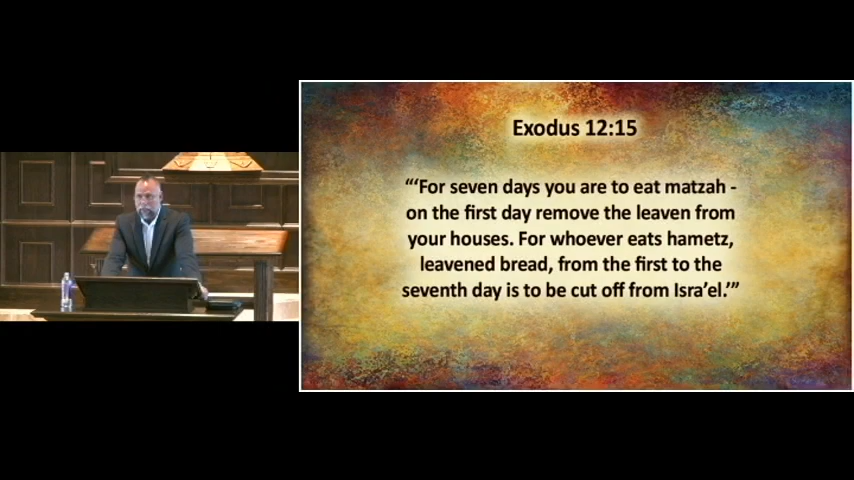 Exodus 12:15
“‘For seven days you are to eat matzah -
on the first day remove the leaven from
your houses. For whoever eats hametz,
leavened bread, from the first to the
seventh day is to be cut off from Isra’el.’”